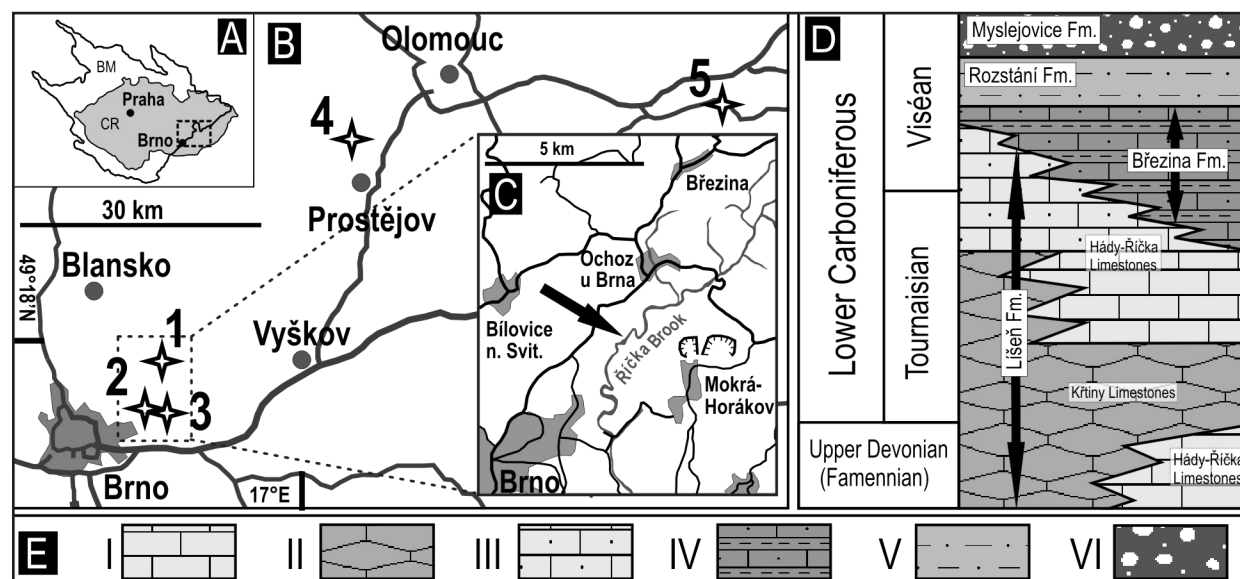 A
BM
Praha
CR
Brno
B
Olomouc
5
4
30 km
Prostějov
49°18'N
Blansko
1
Vyškov
2
3
Brno
17°E
C
5 km
Březina
Ochoz
u Brna
Bílovice
n. Svit.
Říčka Brook
Mokrá-
Horákov
Brno
D
Lower Carboniferous
Viséan
Tournaisian
Upper Devonian
(Famennian)
Myslejovice Fm.
Rozstání Fm.
Březina Fm.
Hády-Říčka
Limestones
Líšeň Fm.
Křtiny Limestones
Hády-Říčka
Limestones
E
I
II
III
IV
V
VI